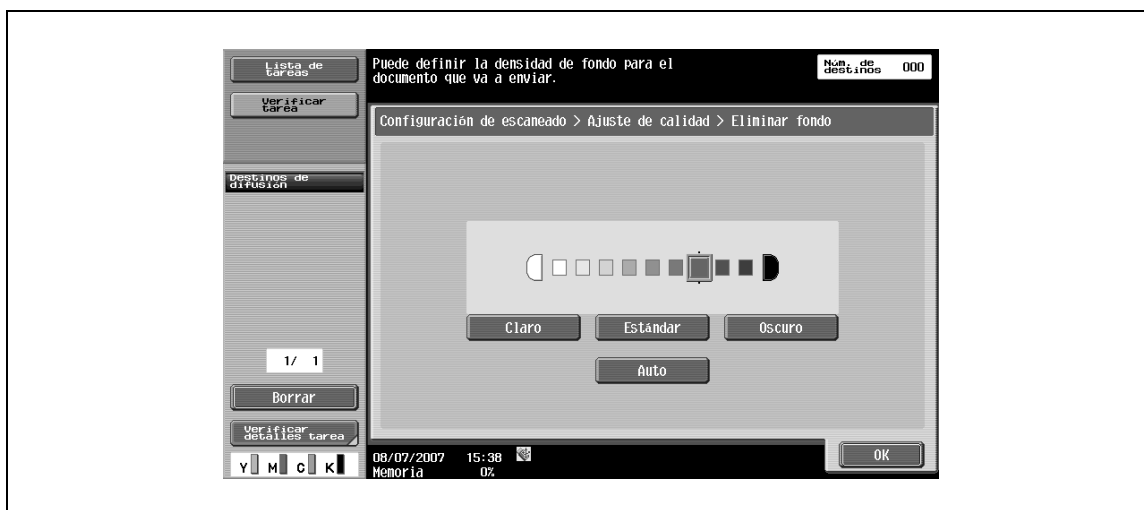 Lista de
tareas
Verificar
tarea
Destinos de
difusión
1/ 1
Borrar
Verificar
detalles tarea
Y M C K
Puede definir la densidad de fondo para el
documento que va a enviar.
Núm. de
destinos 000
Configuración de escaneado > Ajuste de calidad > Eliminar fondo
Claro Estándar Oscuro
Auto
08/07/2007 15:38
Memoria 0%
OK